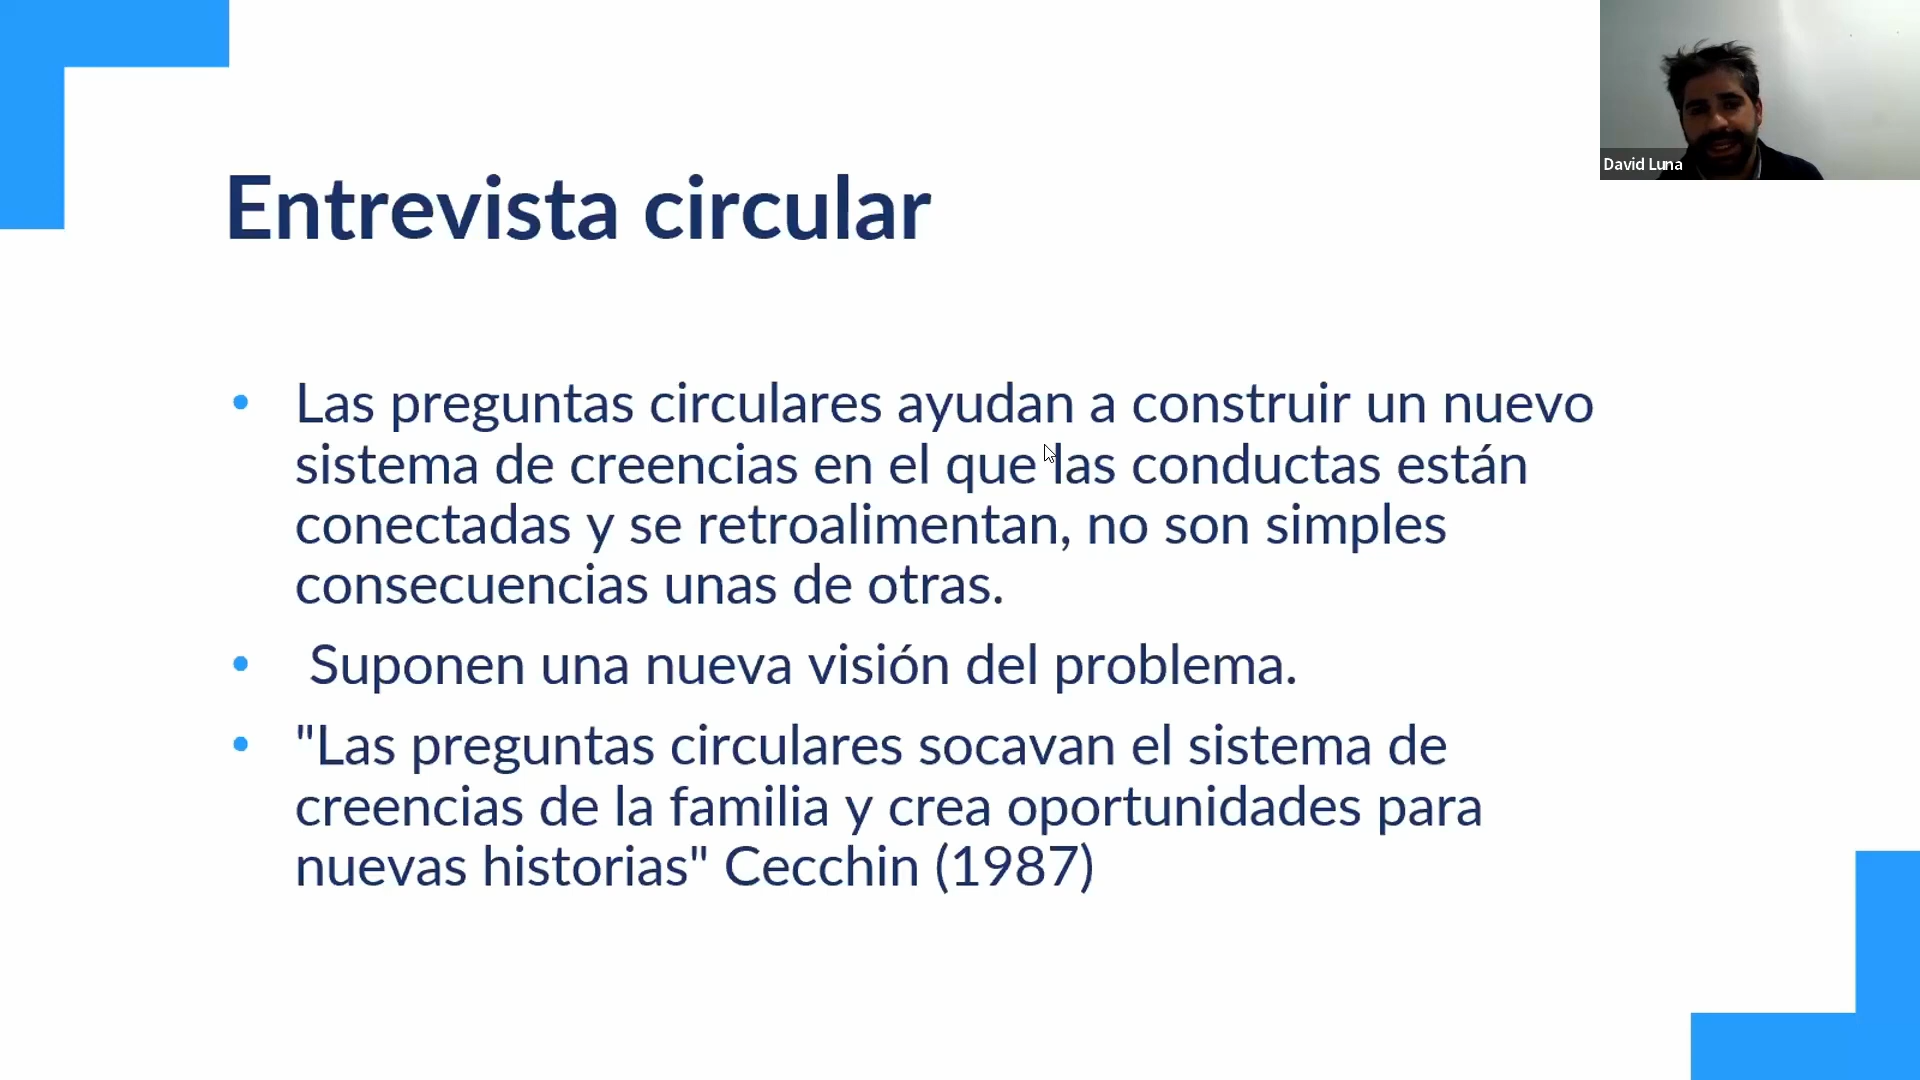 David Luna
Entrevista circular
• Las preguntas circulares ayudan a construir un nuevo
sistema de creencias en el que las conductas están
conectadas y se retroalimentan, no son simples
consecuencias unas de otras.
• Suponen una nueva visión del problema.
• "Las preguntas circulares socavan el sistema de
creencias de la familia y crea oportunidades para
nuevas historias" Cecchin (1987)